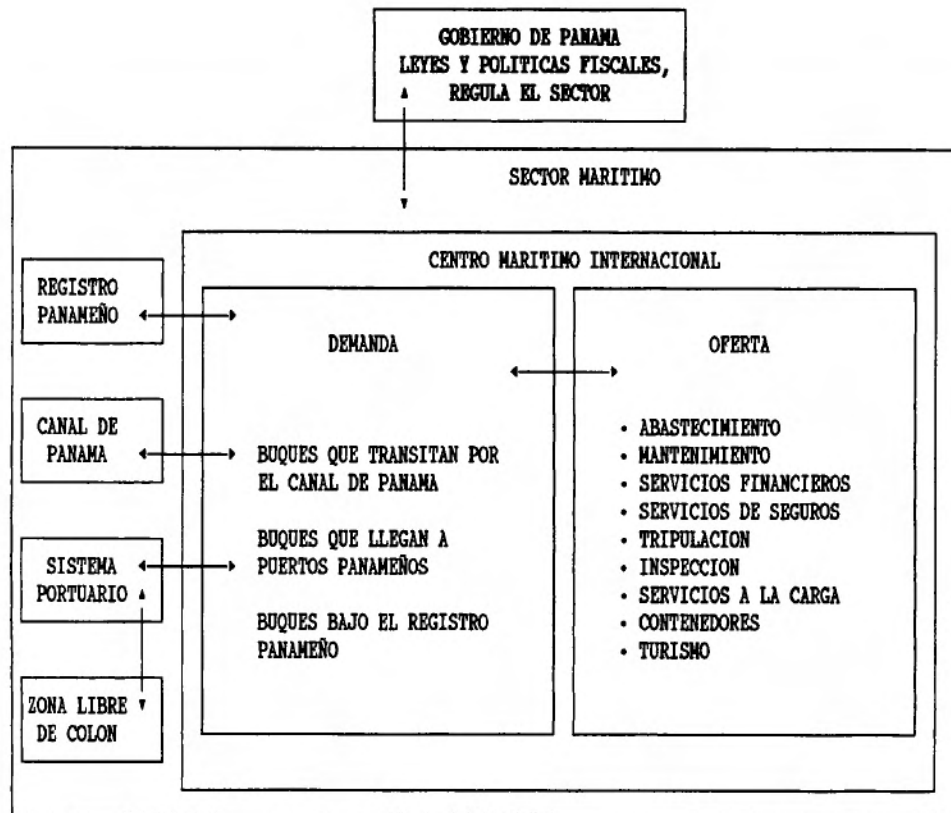 GOBIERNO DE PANAMA
LEYES Y POLITICAS FISCALES,
REGULA EL SECTOR
SECTOR MARITIMO
CENTRO MARITIMO INTERNACIONAL
REGISTRO
PANAMEÑO
CANAL DE
PANAMA
SISTEMA
PORTUARIO
ZONA LIBRE
DE COLON
DEMANDA
BUQUES QUE TRANSITAN POR
EL CANAL DE PANAMA
BUQUES QUE LLEGAN A
PUERTOS PANAMEÑOS
BUQUES BAJO EL REGISTRO
PANAMEÑO
OFERTA
• ABASTECIMIENTO
• MANTENIMIENTO
• SERVICIOS FINANCIEROS
• SERVICIOS DE SEGUROS
• TRIPULACION
• INSPECCION
• SERVICIOS A LA CARGA
• CONTENEDORES
• TURISMO